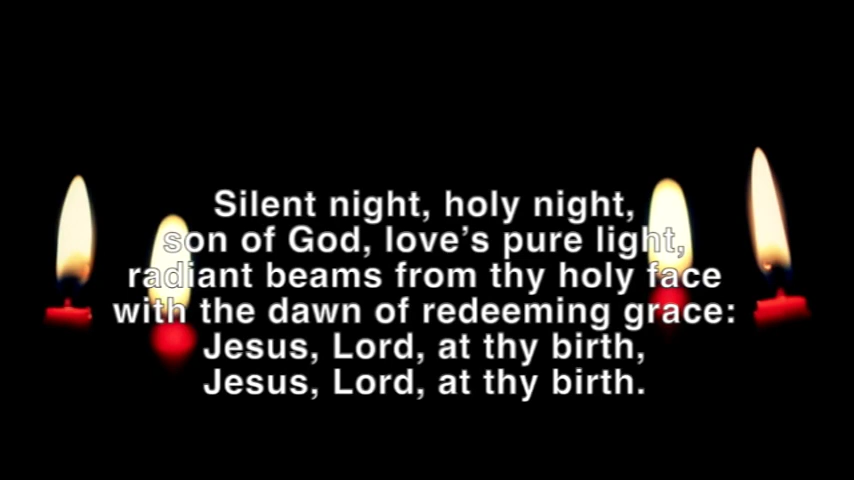 Silent night, holy night,
son of God, love’s pure light,
radiant beams from thy holy face
with the dawn of redeeming grace:
Jesus, Lord, at thy birth,
Jesus, Lord, at thy birth.